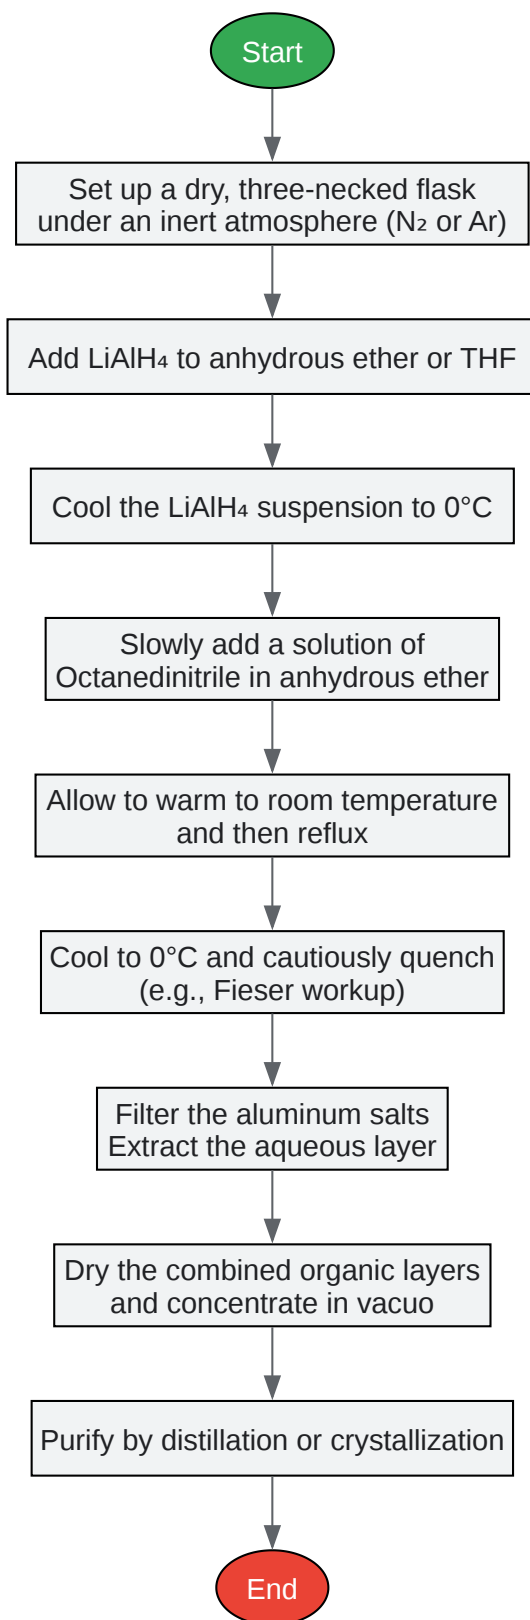 Start
Set up a dry, three-necked flask
under an inert atmosphere (N₂ or Ar)
Add LiAlH₄ to anhydrous ether or THF
Cool the LiAlH₄ suspension to 0°C
Slowly add a solution of
Octanedinitrile in anhydrous ether
Allow to warm to room temperature
and then reflux
Cool to 0°C and cautiously quench
(e.g., Fieser workup)
Filter the aluminum salts
Extract the aqueous layer
Dry the combined organic layers
and concentrate in vacuo
Purify by distillation or crystallization
End